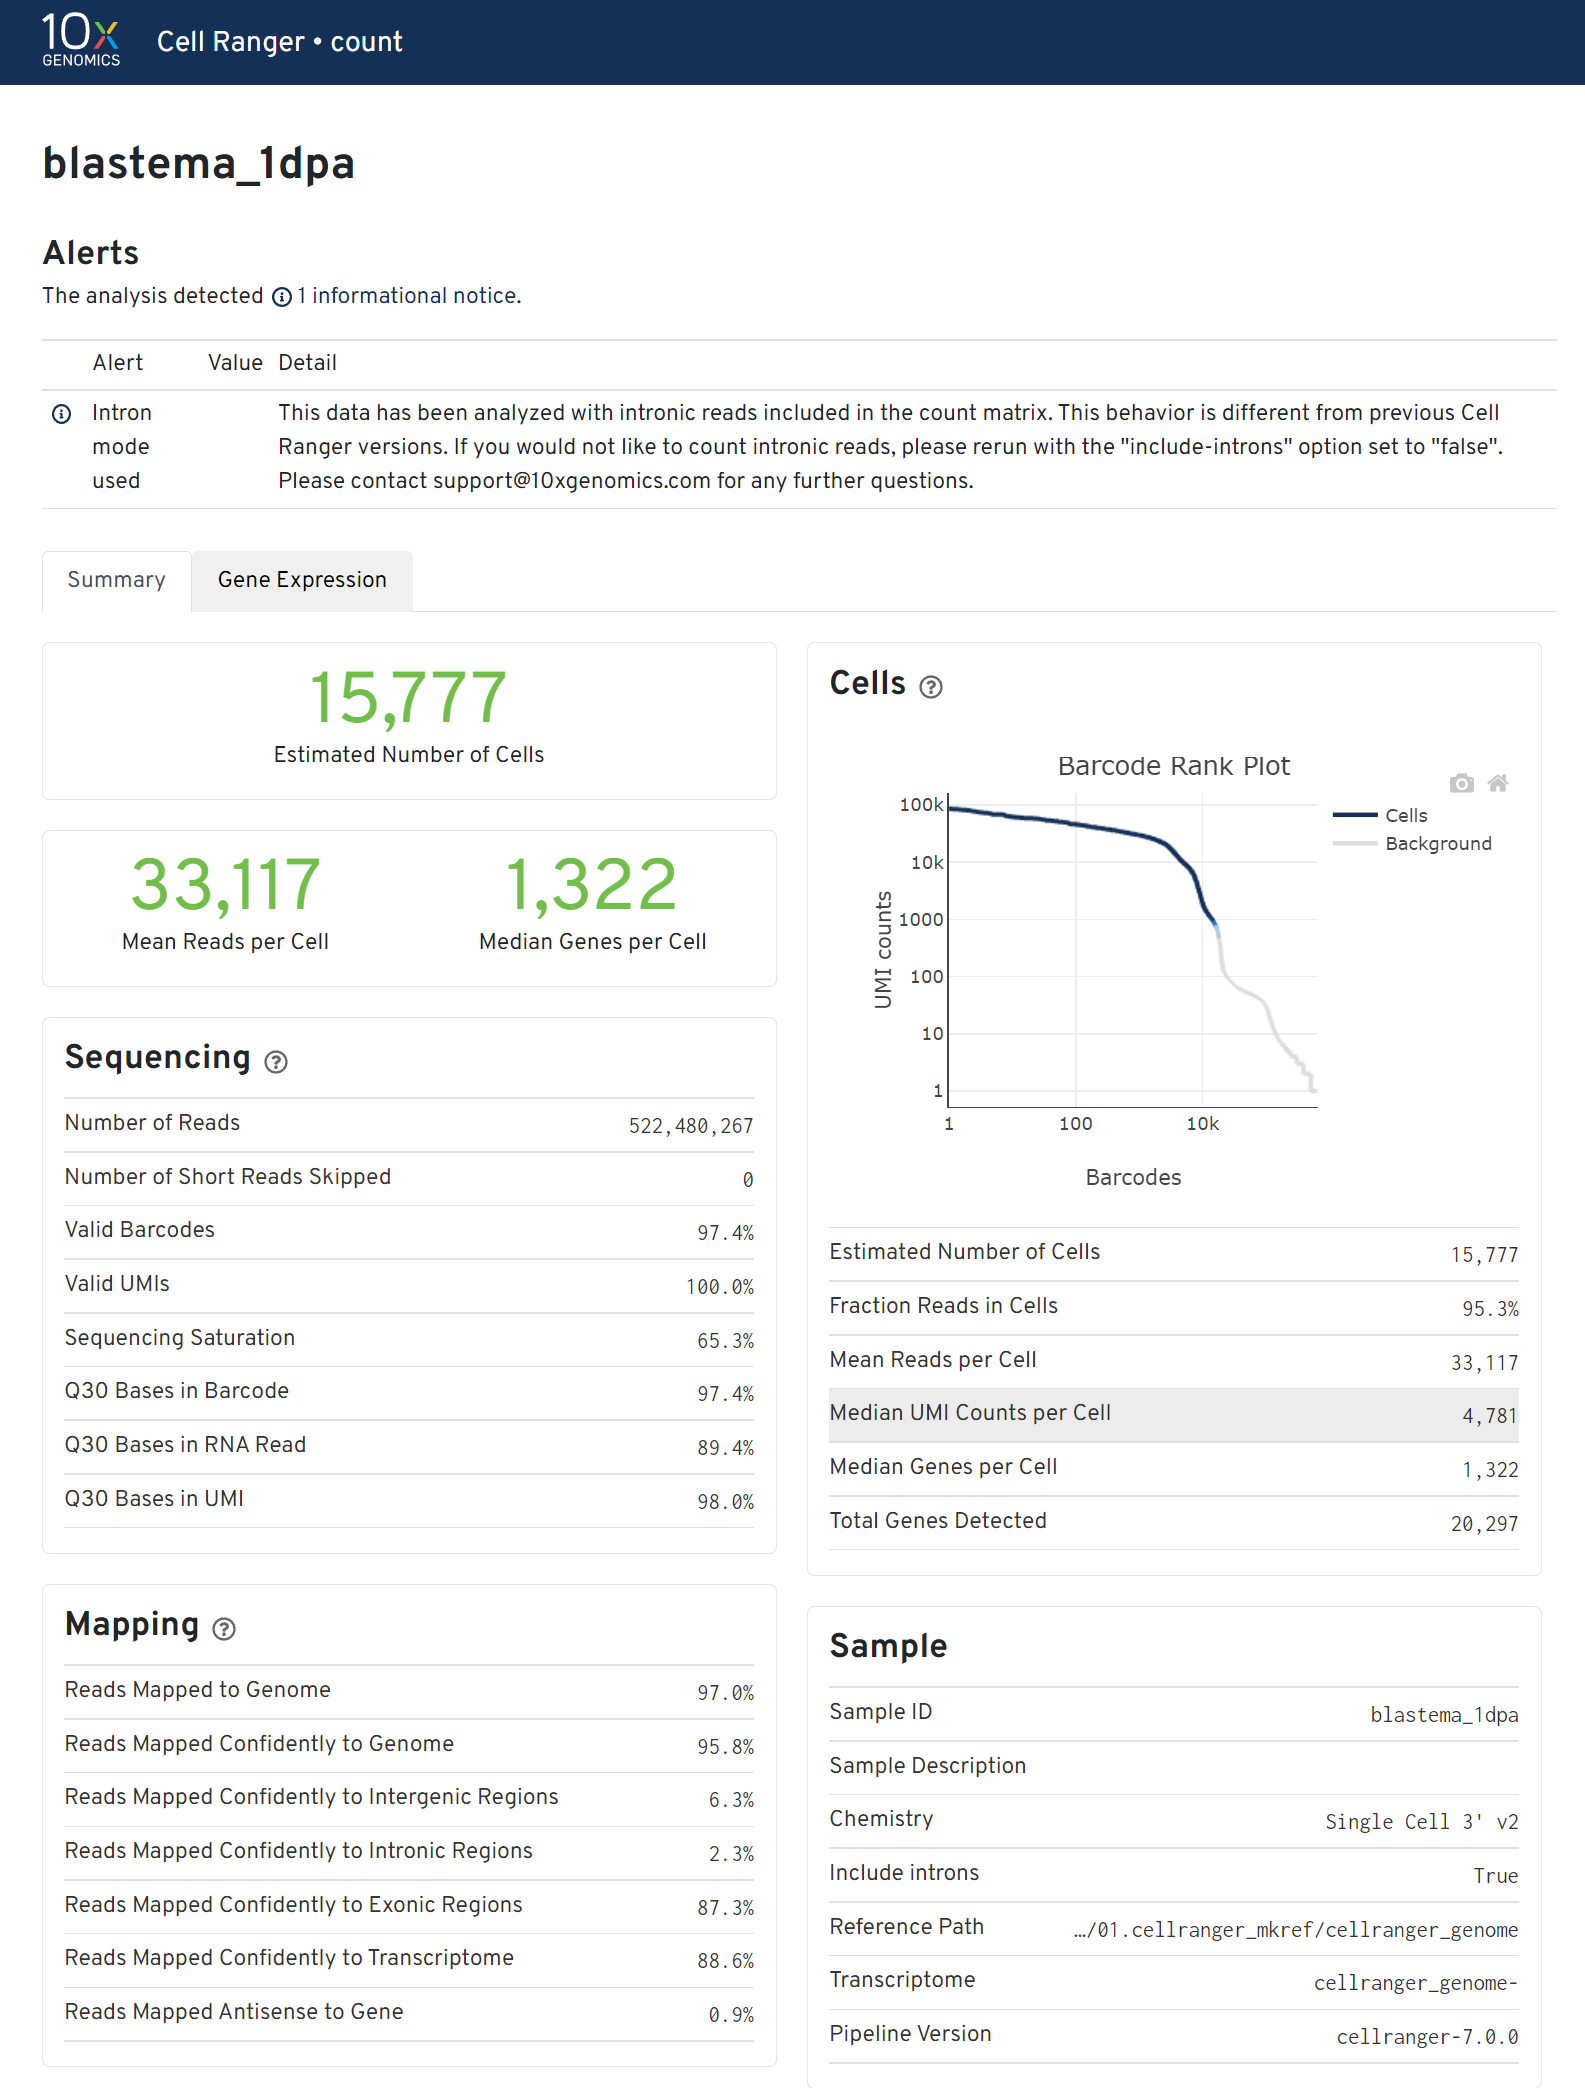 10x
GENOMICS
Cell Ranger • count
blastema_1dpa
Alerts
The analysis detected 1 informational notice.
Alert Value Detail
Intron This data has been analyzed with intronic reads included in the count matrix. This behavior is different from previous Cell
mode Ranger versions. If you would not like to count intronic reads, please rerun with the "include-introns" option set to "false".
used Please contact support@10xgenomics.com for any further questions.
Summary Gene Expression
15,777
Estimated Number of Cells
33,117 1,322
Mean Reads per Cell Median Genes per Cell
Sequencing ?
Number of Reads 522,480,267
Number of Short Reads Skipped 0
Valid Barcodes 97.4%
Valid UMIs 100.0%
Sequencing Saturation 65.3%
Q30 Bases in Barcode 97.4%
Q30 Bases in RNA Read 89.4%
Q30 Bases in UMI 98.0%
Mapping ?
Reads Mapped to Genome 97.0%
Reads Mapped Confidently to Genome 95.8%
Reads Mapped Confidently to Intergenic Regions 6.3%
Reads Mapped Confidently to Intronic Regions 2.3%
Reads Mapped Confidently to Exonic Regions 87.3%
Reads Mapped Confidently to Transcriptome 88.6%
Reads Mapped Antisense to Gene 0.9%
Cells ?
Barcode Rank Plot
Cells
Background
UMI counts
100k
10k
1000
100
10
1
1 100 10k
Barcodes
Estimated Number of Cells 15,777
Fraction Reads in Cells 95.3%
Mean Reads per Cell 33,117
Median UMI Counts per Cell 4,781
Median Genes per Cell 1,322
Total Genes Detected 20,297
Sample
Sample ID blastema_1dpa
Sample Description
Chemistry Single Cell 3' v2
Include introns True
Reference Path …/01.cellranger_mkref/cellranger_genome
Transcriptome cellranger_genome-
Pipeline Version cellranger-7.0.0